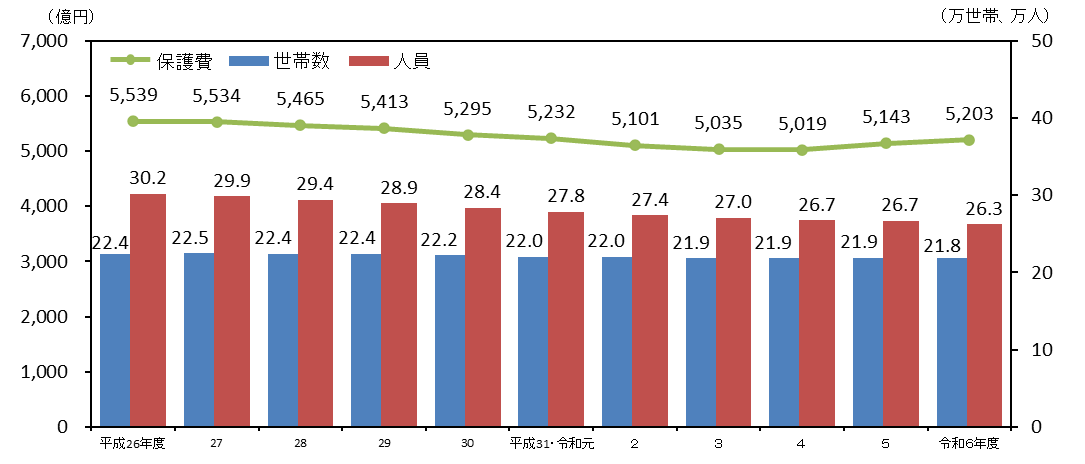 (億円) (万世帯、万人)
7,000 50
保護費 世帯数 人員
6,000
5,539 5,534 5,465 5,413 5,295 5,232 5,101 5,035 5,019 5,143 5,203
40
5,000
30.2 29.9 29.4 28.9 28.4 27.8 27.4 27.0 26.7 26.7 26.3
4,000 30
22.4 22.5 22.4 22.4 22.2 22.0 22.0 21.9 21.9 21.9 21.8
3,000
20
2,000
10
1,000
0 0
平成26年度 27 28 29 30 平成31・令和元 2 3 4 5 令和6年度